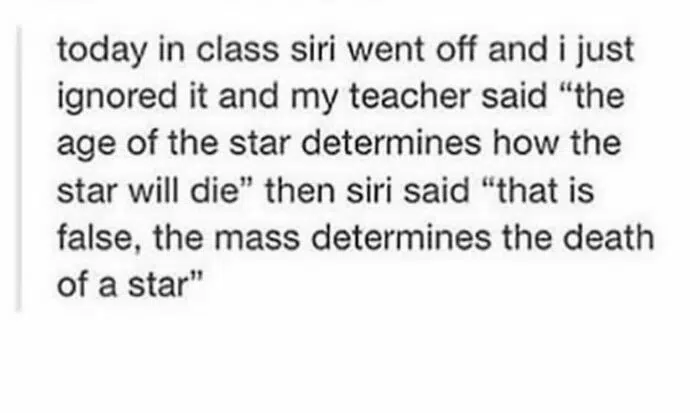 today in class siri went off and i just
ignored it and my teacher said “the
age of the star determines how the
star will die” then siri said “that is
false, the mass determines the death
of a star”